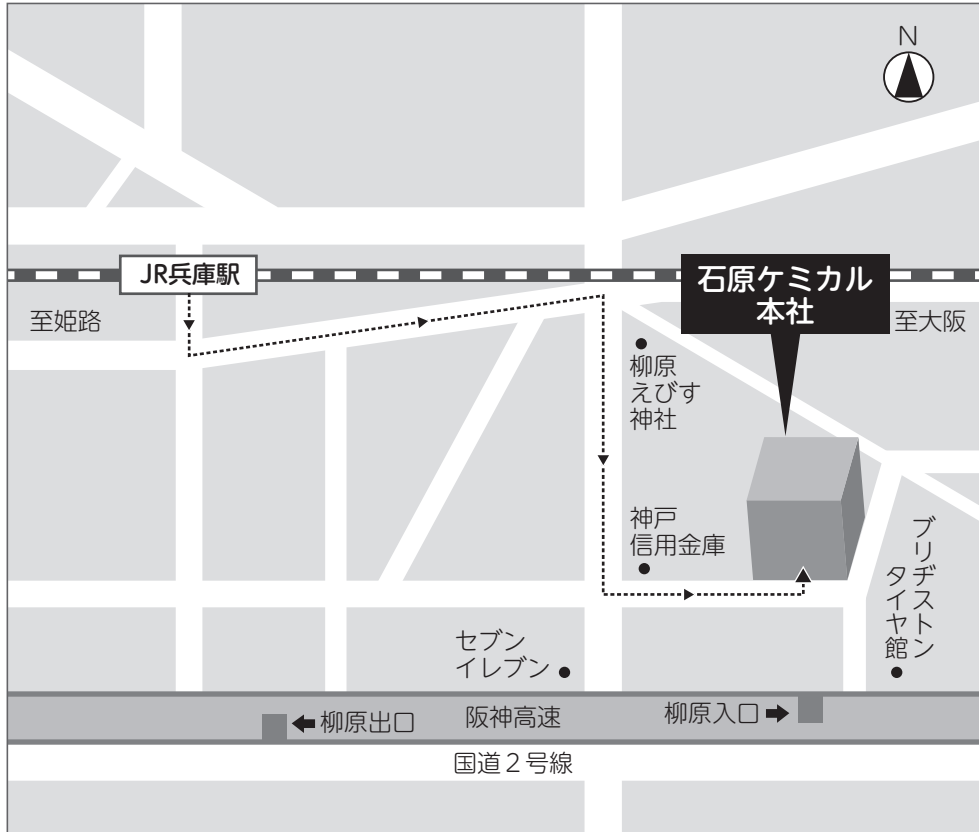 N
JR兵庫駅
石原ケミカル
本社
至姫路
至大阪
柳原
えびす
神社
神戸
信用金庫
ブリヂストン
タイヤ館
セブン
イレブン
柳原出口
阪神高速
柳原入口
国道２号線